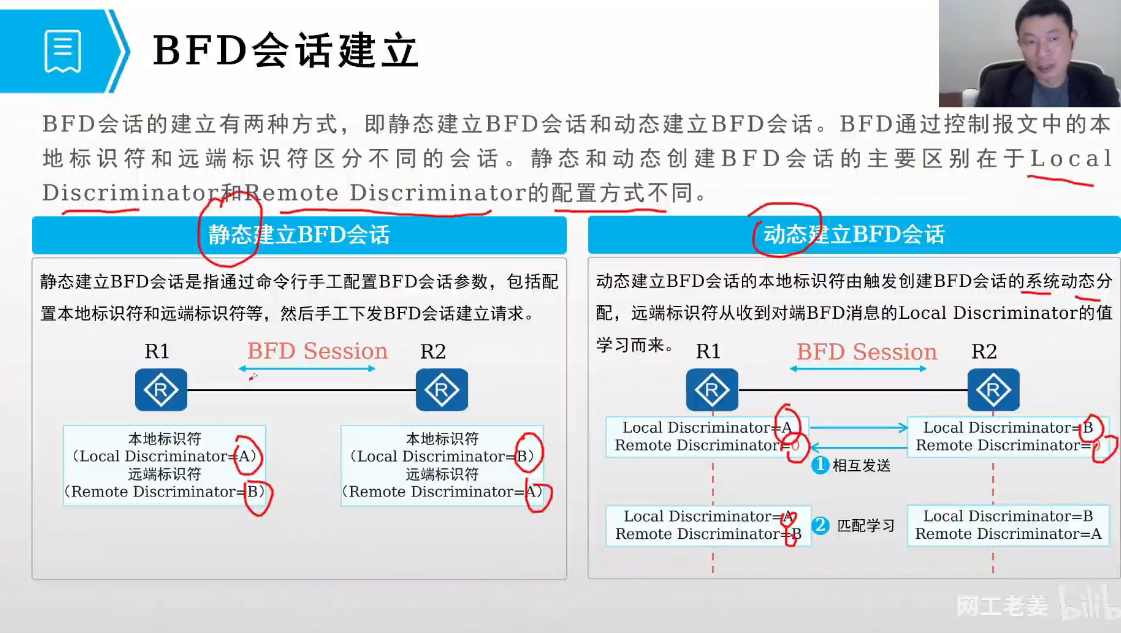 BFD会话建立
BFD会话的建立有两种方式，即静态建立BFD会话和动态建立BFD会话。BFD通过控制报文中的本
地标识符和远端标识符区分不同的会话。静态和动态创建BFD会话的主要区别在于Local
Discriminator和Remote Discriminator的配置方式不同。
静态建立BFD会话
静态建立BFD会话是指通过命令行手工配置BFD会话参数，包括配
置本地标识符和远端标识符等，然后手工下发BFD会话建立请求。
R1
BFD Session
R2
R
R
本地标识符
（Local Discriminator=A）
远端标识符
（Remote Discriminator=B）
本地标识符
（Local Discriminator=B）
远端标识符
（Remote Discriminator=A）
动态建立BFD会话
动态建立BFD会话的本地标识符由触发创建BFD会话的系统动态分
配，远端标识符从收到对端BFD消息的Local Discriminator的值
学习而来。
R1
BFD Session
R2
R
R
Local Discriminator=A
Remote Discriminator=0
Local Discriminator=B
Remote Discriminator=0
1 相互发送
Local Discriminator=A
Remote Discriminator=B
2 匹配学习
Local Discriminator=B
Remote Discriminator=A
网工老姜